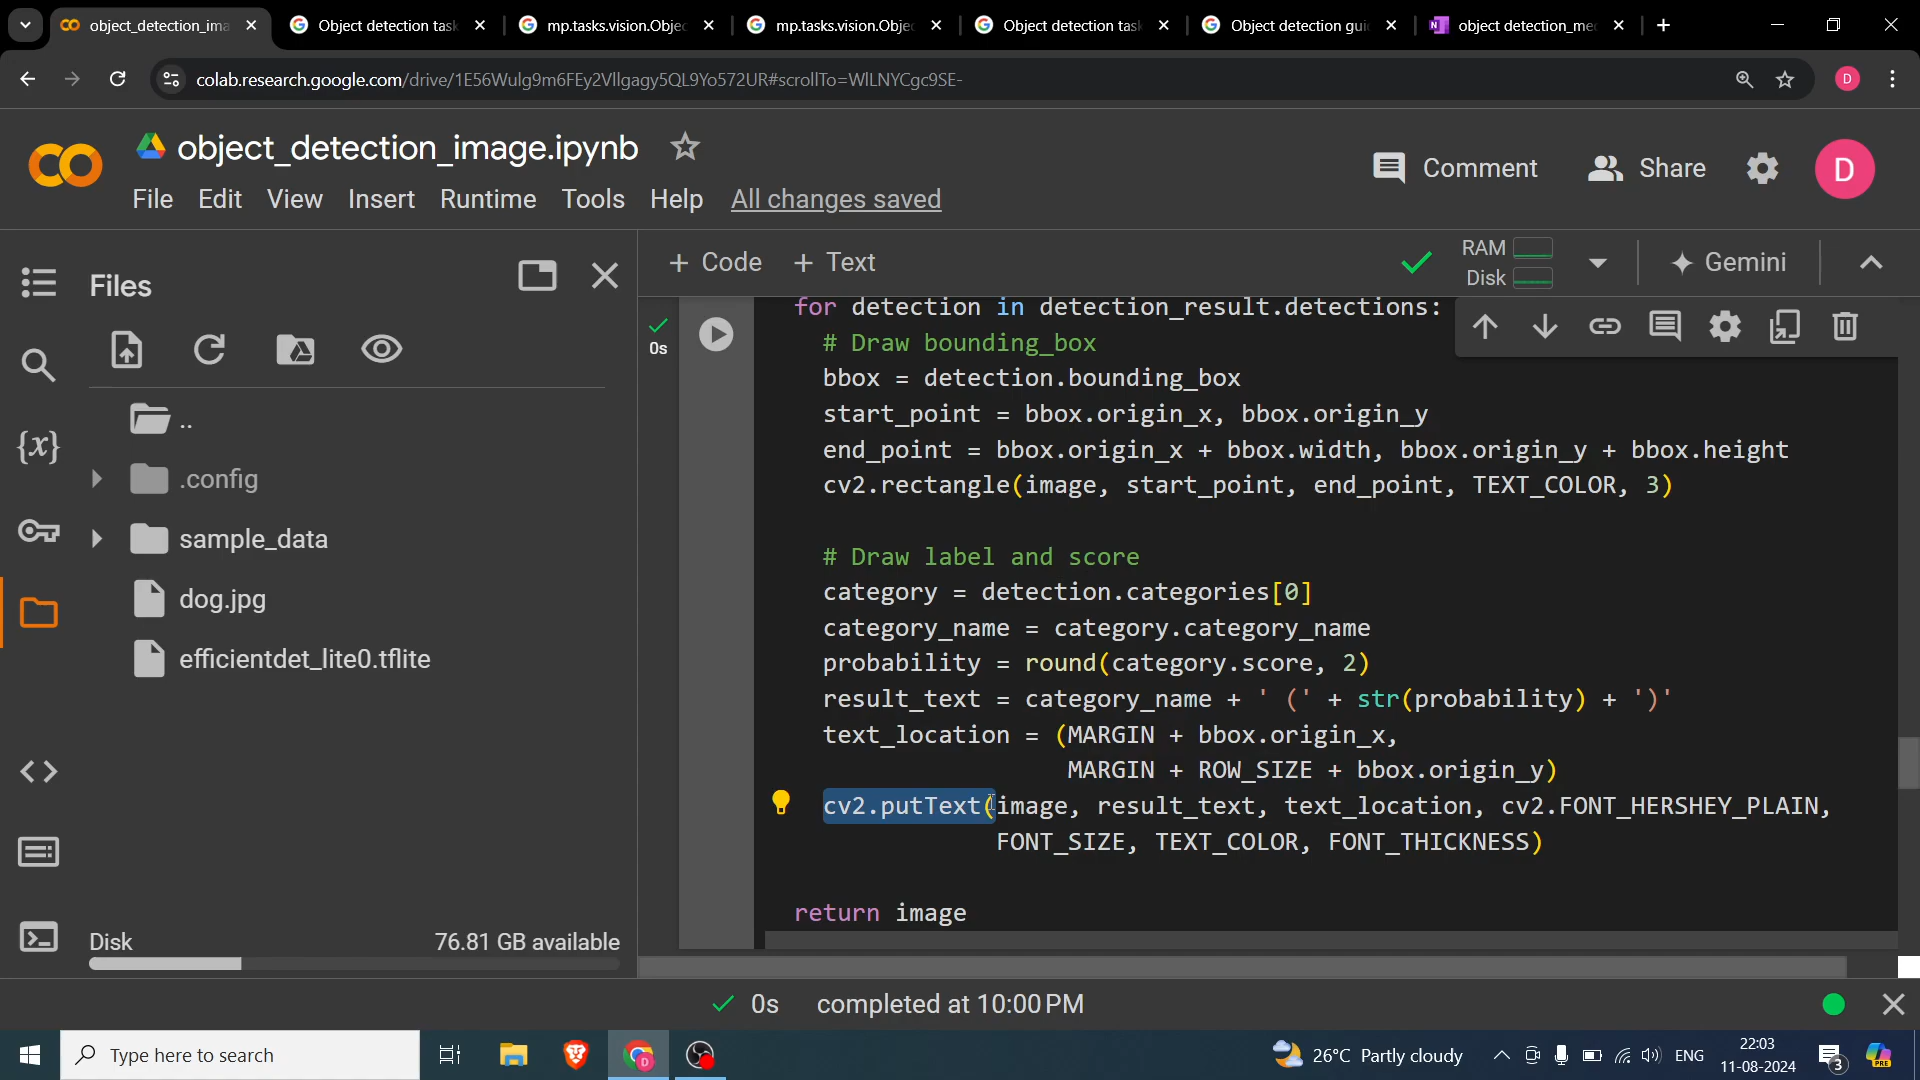 object_detection_ima
Object detection task
mp.tasks.vision.Objec
mp.tasks.vision.Objec
Object detection task
Object detection gui
object detection_me
colab.research.google.com/drive/1E56Wulg9m6FEy2Vllgagy5QL9Yo572UR#scrollTo=WlLNYCgc9SE-
D
object_detection_image.ipynb
Comment
Share
D
File Edit View Insert Runtime Tools Help All changes saved
Files
+ Code + Text
RAM
Disk
Gemini
..
.config
sample_data
dog.jpg
efficientdet_lite0.tflite
Disk 76.81 GB available
{x}
0s
for detection in detection_result.detections:
# Draw bounding_box
bbox = detection.bounding_box
start_point = bbox.origin_x, bbox.origin_y
end_point = bbox.origin_x + bbox.width, bbox.origin_y + bbox.height
cv2.rectangle(image, start_point, end_point, TEXT_COLOR, 3)
# Draw label and score
category = detection.categories[0]
category_name = category.category_name
probability = round(category.score, 2)
result_text = category_name + ' (' + str(probability) + ')'
text_location = (MARGIN + bbox.origin_x,
MARGIN + ROW_SIZE + bbox.origin_y)
cv2.putText(image, result_text, text_location, cv2.FONT_HERSHEY_PLAIN,
FONT_SIZE, TEXT_COLOR, FONT_THICKNESS)
return image
0s completed at 10:00 PM
Type here to search
26°C Partly cloudy
ENG
22:03
11-08-2024
3
PRE